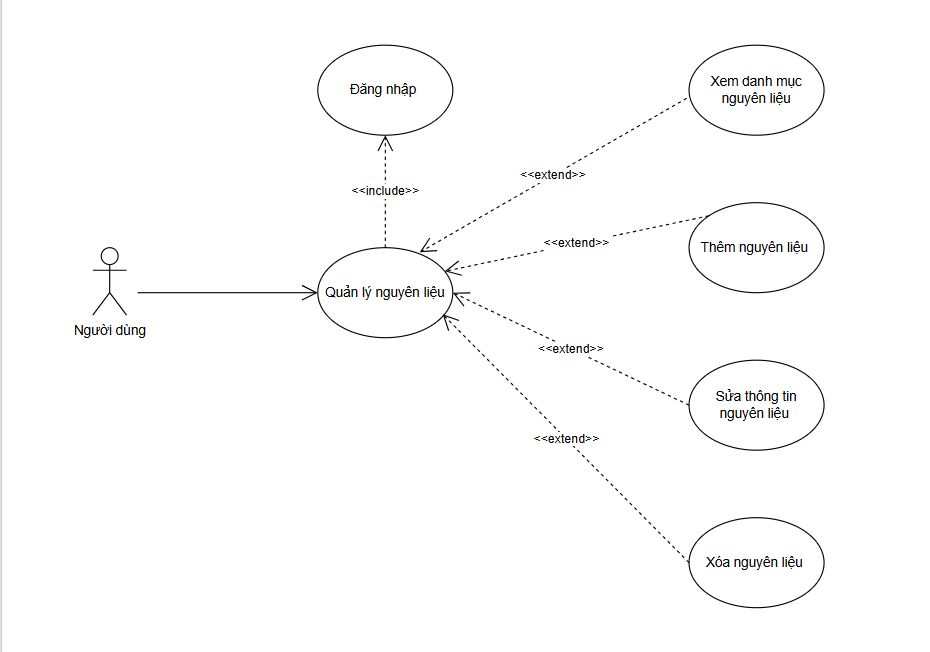 Đăng nhập
Xem danh mục
nguyên liệu
<<extend>>
<<include>>
<<extend>>
Thêm nguyên liệu
Quản lý nguyên liệu
Người dùng
<<extend>>
Sửa thông tin
nguyên liệu
<<extend>>
Xóa nguyên liệu